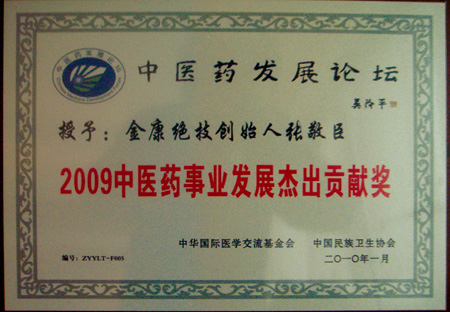 中医药发展论坛
授予：金康绝技创始人张敬臣
2009中医药事业发展杰出贡献奖
中华国际医学交流基金会 中国民族卫生协会
编号：ZYYLT-F005 二〇一〇年一月